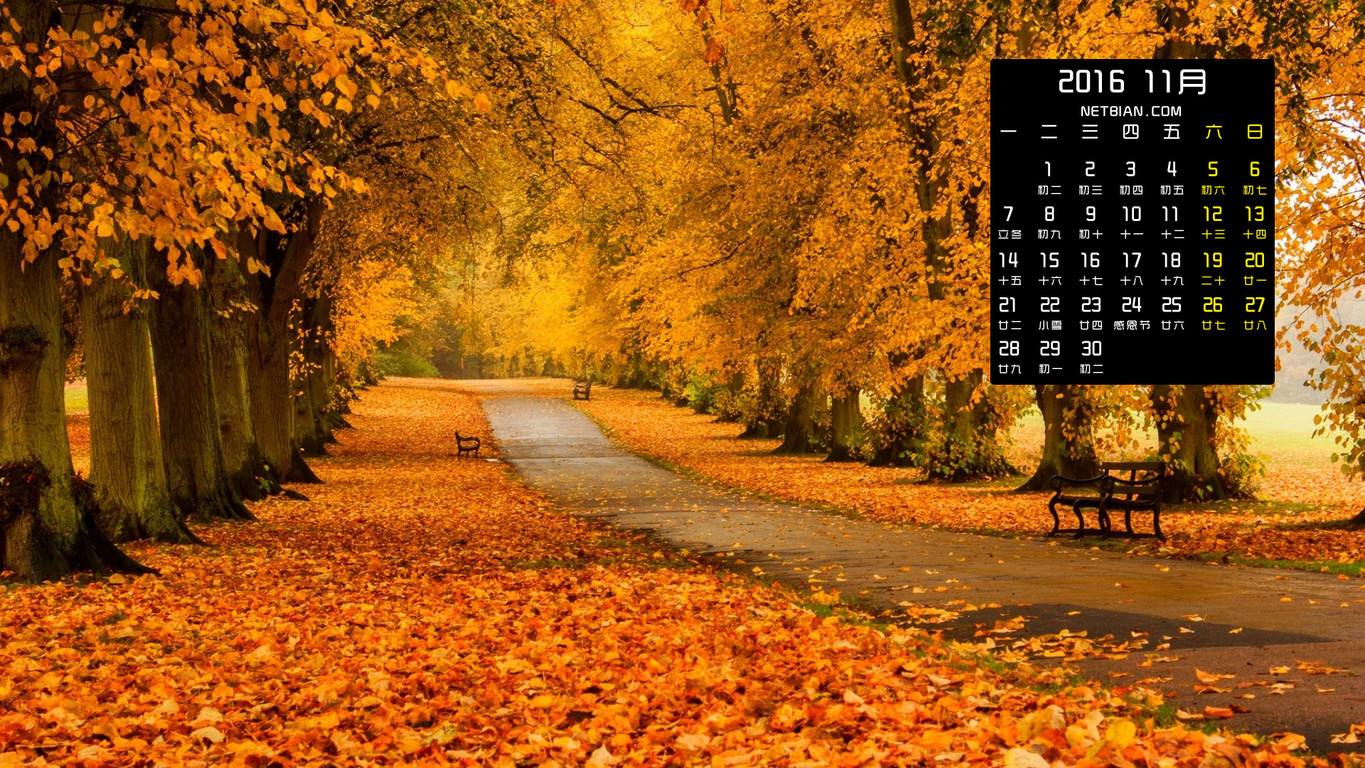 2016 11月
NETBIAN.COM
一 二 三 四 五 六 日
1 2 3 4 5 6
初二 初三 初四 初五 初六 初七
7 8 9 10 11 12 13
立冬 初九 初十 十一 十二 十三 十四
14 15 16 17 18 19 20
十五 十六 十七 十八 十九 二十 廿一
21 22 23 24 25 26 27
廿二 小雪 廿四 感恩节 廿六 廿七 廿八
28 29 30
廿九 初一 初二